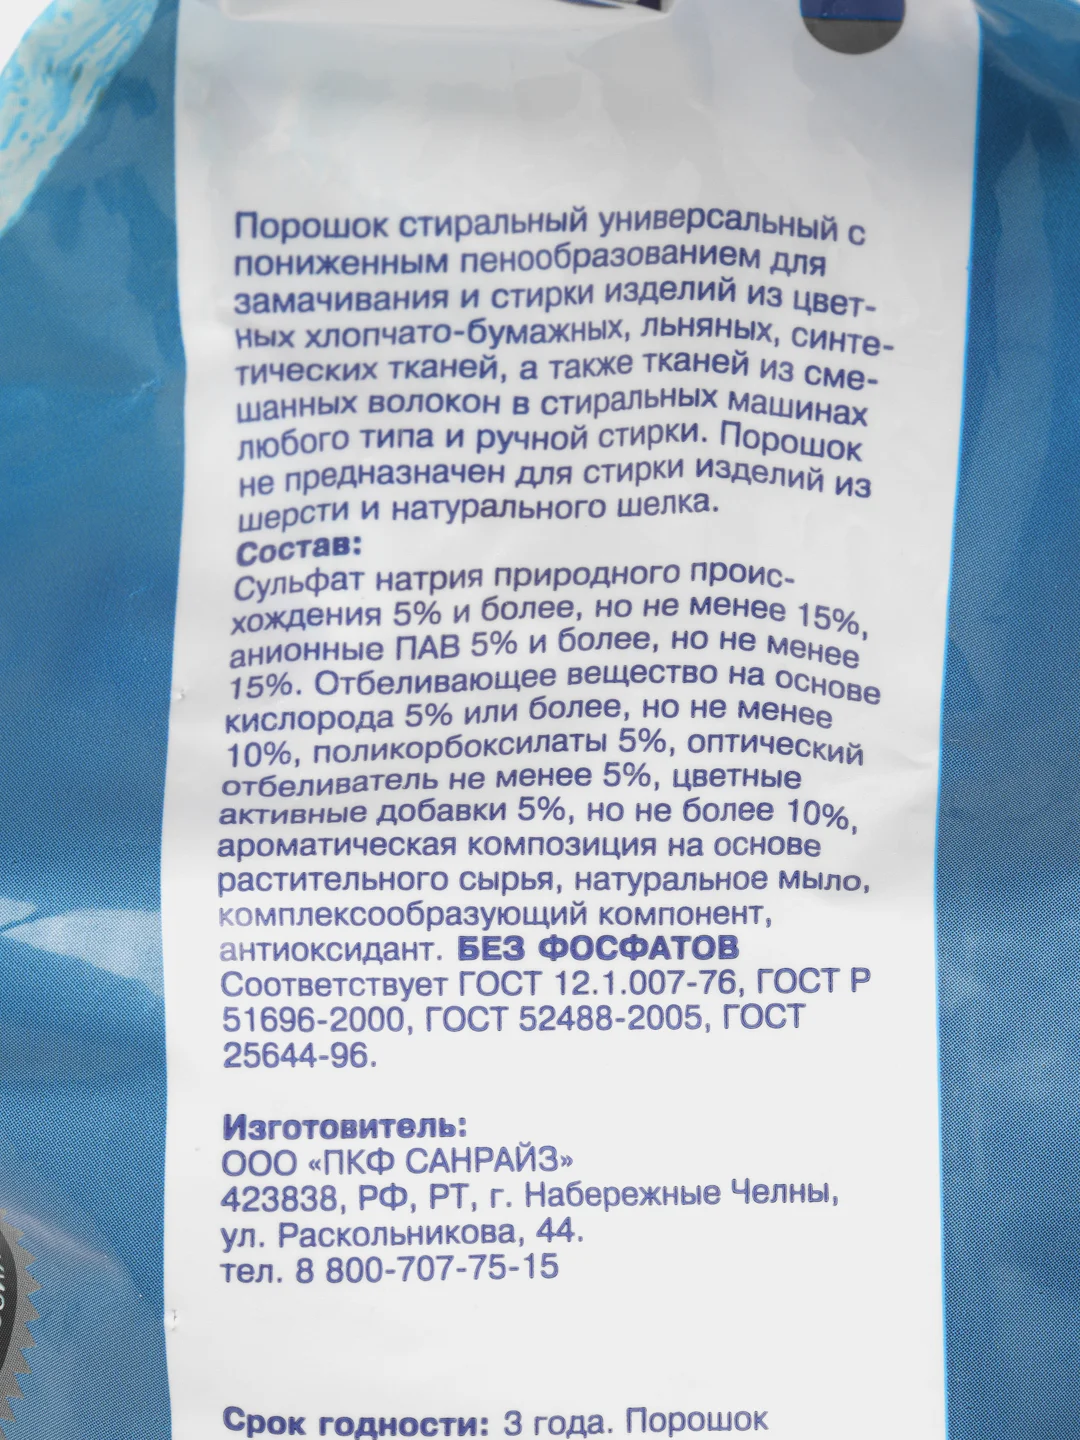 Порошок стиральный универсальный с
пониженным пенообразованием для
замачивания и стирки изделий из цвет-
ных хлопчато-бумажных, льняных, синте-
тических тканей, а также тканей из сме-
шанных волокон в стиральных машинах
любого типа и ручной стирки. Порошок
не предназначен для стирки изделий из
шерсти и натурального шелка.
Состав:
Сульфат натрия природного проис-
хождения 5% и более, но не менее 15%,
анионные ПАВ 5% и более, но не менее
15%. Отбеливающее вещество на основе
кислорода 5% или более, но не менее
10%, поликорбоксилаты 5%, оптический
отбеливатель не менее 5%, цветные
активные добавки 5%, но не более 10%,
ароматическая композиция на основе
растительного сырья, натуральное мыло,
комплексообразующий компонент,
антиоксидант. БЕЗ ФОСФАТОВ
Соответствует ГОСТ 12.1.007-76, ГОСТ Р
51696-2000, ГОСТ 52488-2005, ГОСТ
25644-96.
Изготовитель:
ООО «ПКФ САНРАЙЗ»
423838, РФ, РТ, г. Набережные Челны,
ул. Раскольникова, 44.
тел. 8 800-707-75-15
Срок годности: 3 года. Порошок